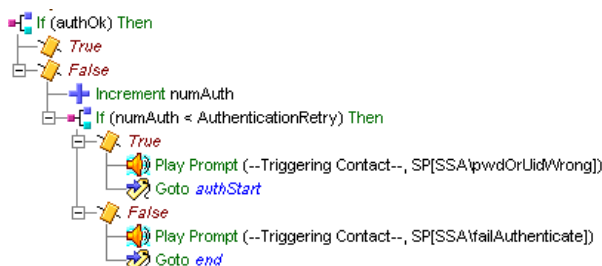 If (authOk) Then
True
False
Increment numAuth
If (numAuth < AuthenticationRetry) Then
True
Play Prompt (--Triggering Contact--, SP[SSA\pwdOrUidWrong])
Goto authStart
False
Play Prompt (--Triggering Contact--, SP[SSA\failAuthenticate])
Goto end